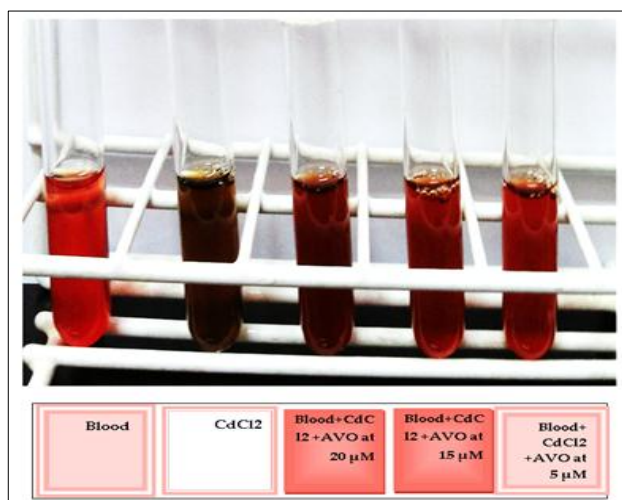 Blood
CdCl2
Blood+CdC
l2 +AVO at
20 µM
Blood+CdC
l2 +AVO at
15 µM
Blood+
CdCl2
+AVO at
5 µM